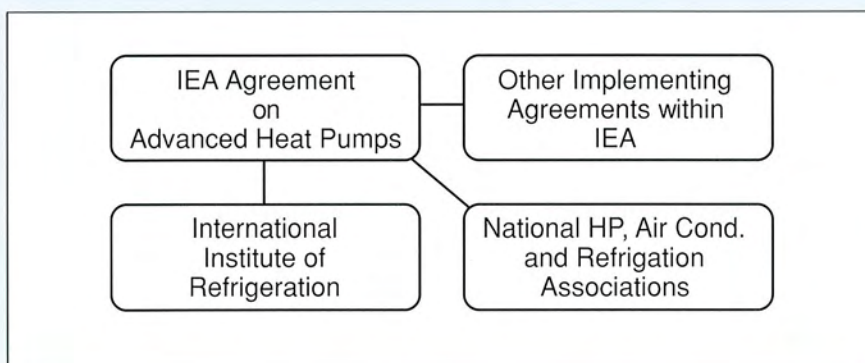 IEA Agreement
on
Advanced Heat Pumps
Other Implementing
Agreements within
IEA
International
Institute of
Refrigeration
National HP, Air Cond.
and Refrigation
Associations